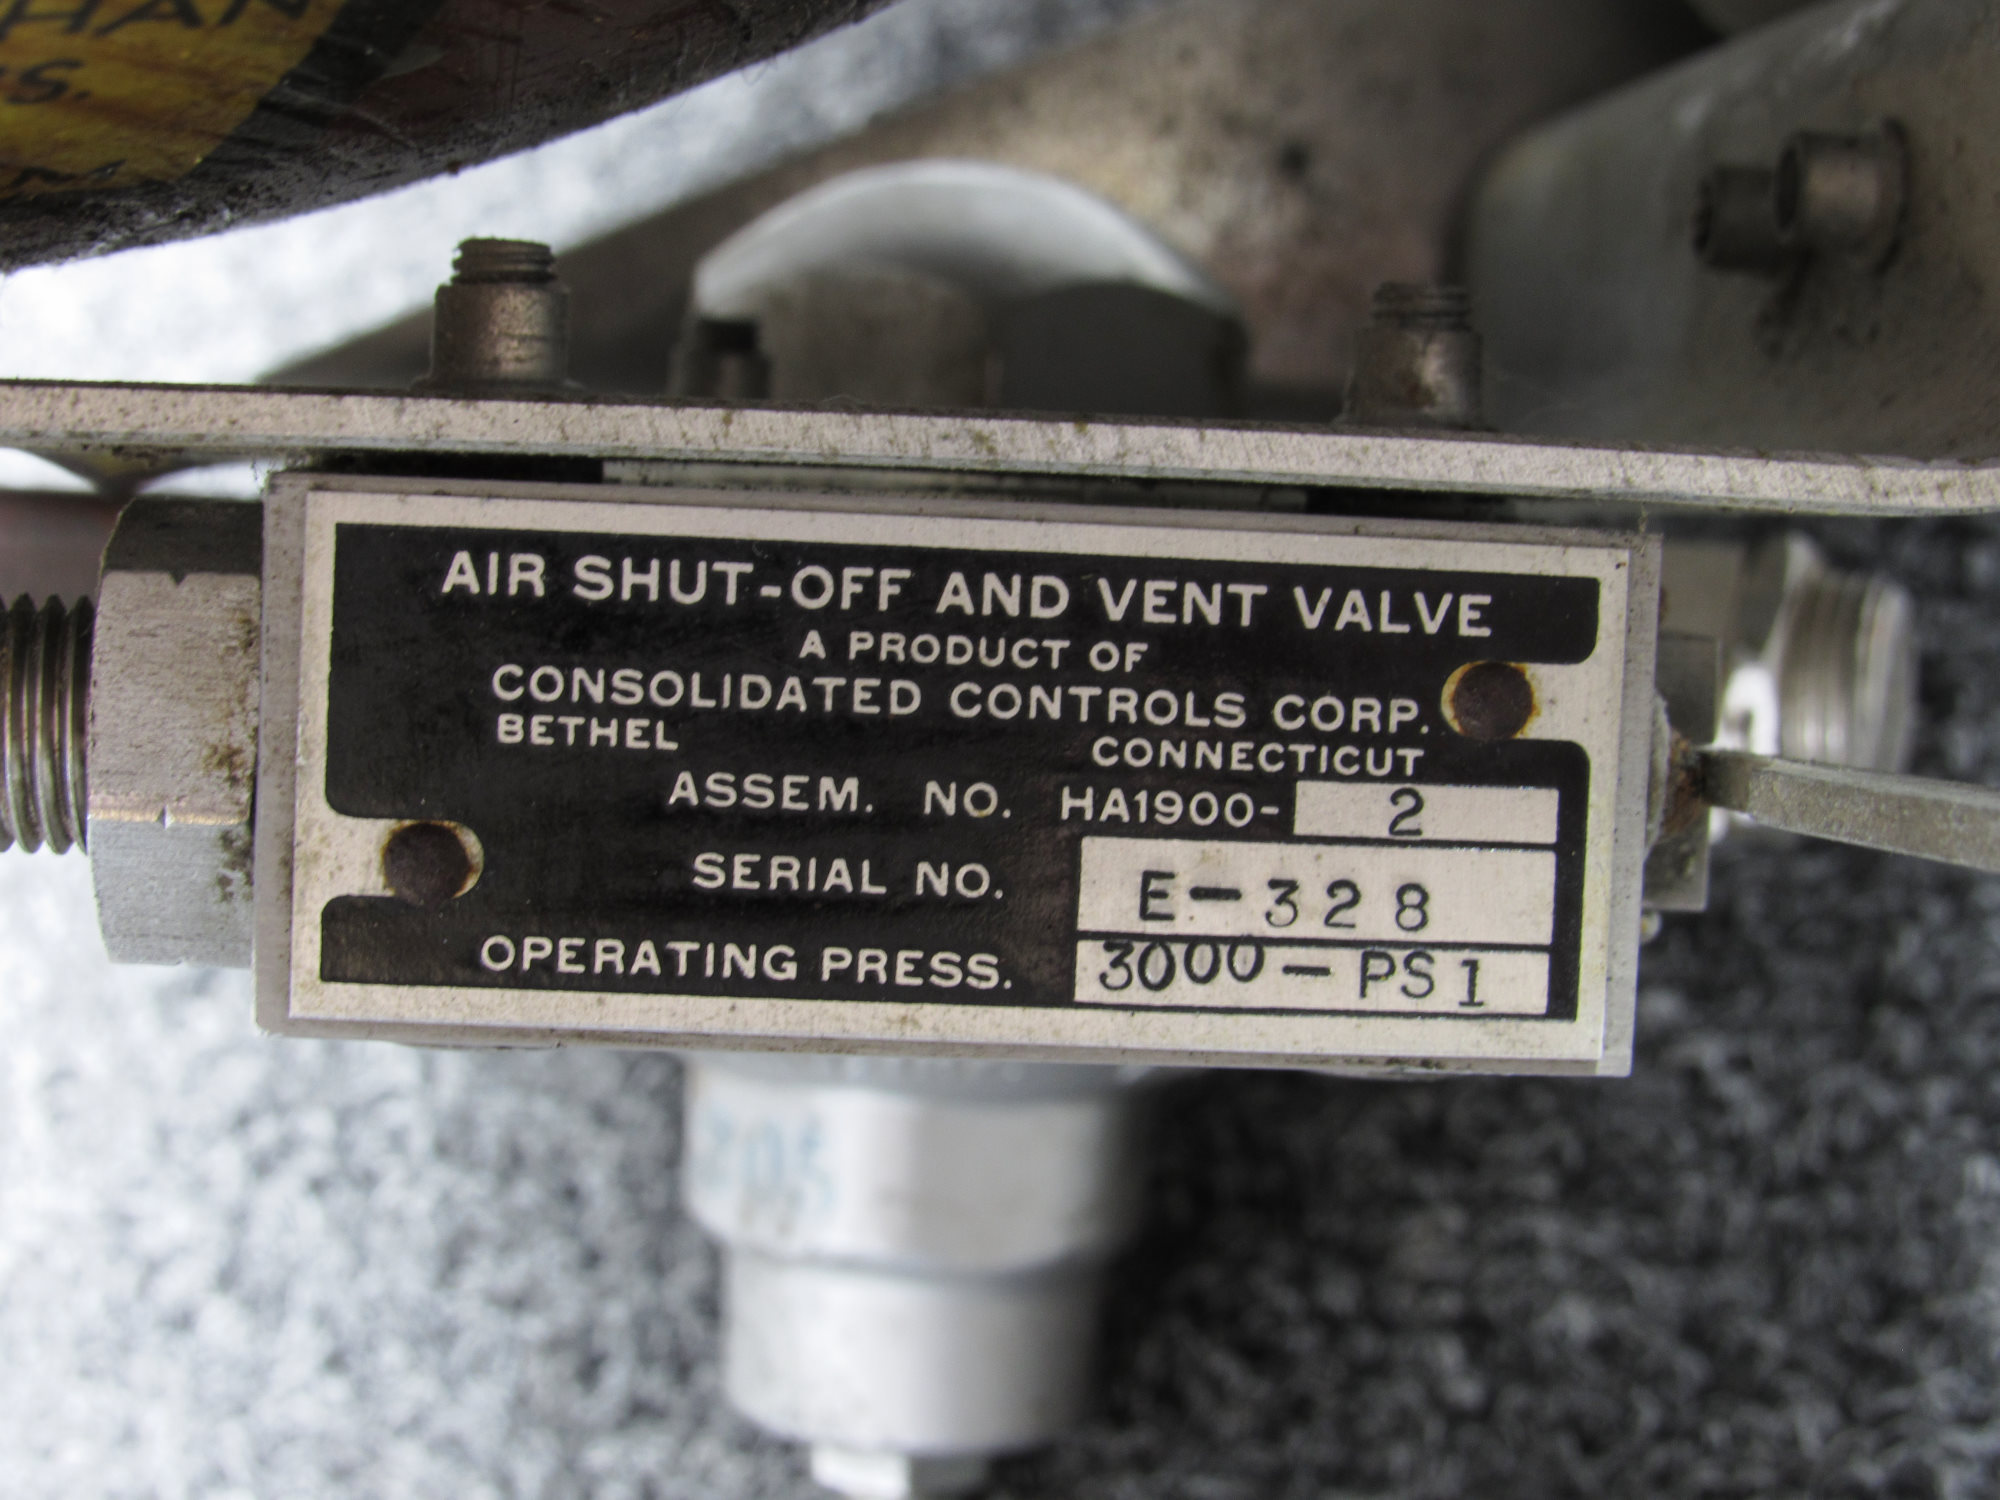 HAN
S.
AIR SHUT-OFF AND VENT VALVE
A PRODUCT OF
CONSOLIDATED CONTROLS CORP.
BETHEL CONNECTICUT
ASSEM. NO. HA1900- 2
SERIAL NO. E-328
OPERATING PRESS. 3000-PS1